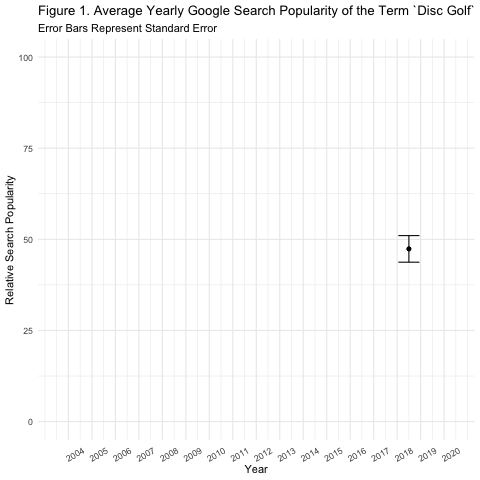 Figure 1. Average Yearly Google Search Popularity of the Term `Disc Golf`
Error Bars Represent Standard Error
100
75
50
25
0
Relative Search Popularity
2004 2005 2006 2007 2008 2009 2010 2011 2012 2013 2014 2015 2016 2017 2018 2019 2020
Year